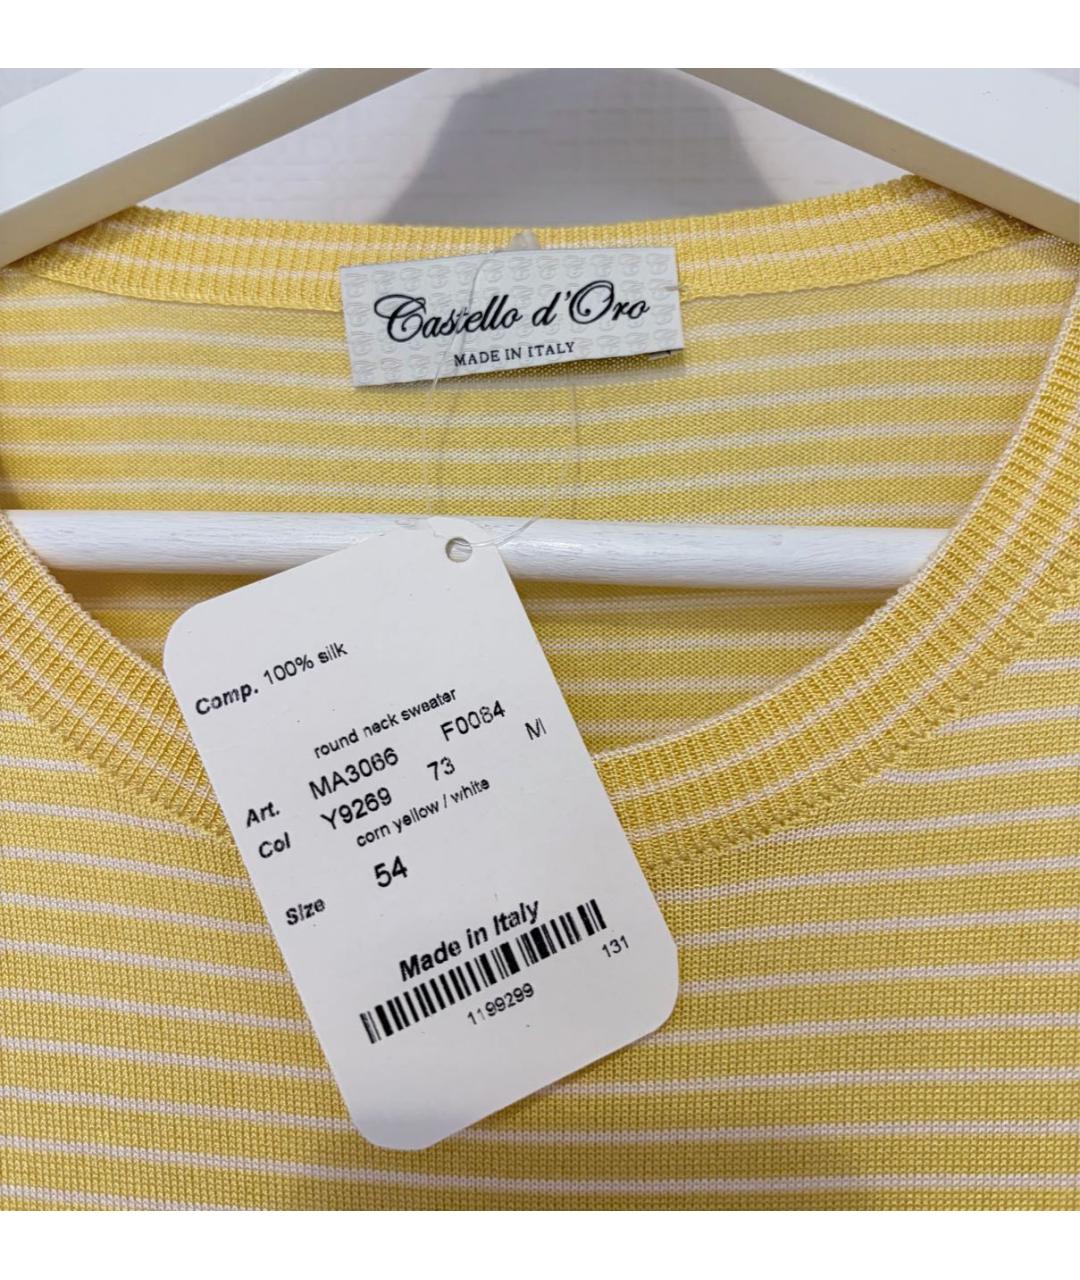 Castello d'Oro
MADE IN ITALY
Comp. 100% silk
round neck sweater
Art. MA3066 F0084 M
Col Y9269 73
corn yellow / white
Size 54
Made in Italy
131
1199299